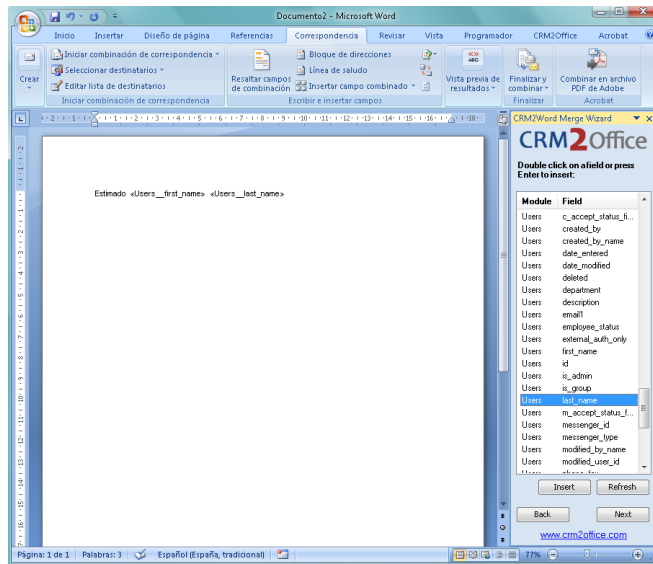 Documento2 - Microsoft Word
Inicio Insertar Diseño de página Referencias Correspondencia Revisar Vista Programador CRM2Office Acrobat
Crear
Iniciar combinación de correspondencia
Seleccionar destinatarios
Editar lista de destinatarios
Iniciar combinación de correspondencia
Resaltar campos de combinación
Bloque de direcciones
Línea de saludo
Insertar campo combinado
Escribir e insertar campos
«»
ABC
Vista previa de resultados
Finalizar y combinar
Finalizar
Combinar en archivo PDF de Adobe
Acrobat
CRM2Word Merge Wizard
CRM2Office
Double click on a field or press
Enter to insert:
Module Field
Users c_accept_status_fi...
Users created_by
Users created_by_name
Users date_entered
Users date_modified
Users deleted
Users department
Users description
Users email1
Users employee_status
Users external_auth_only
Users first_name
Users id
Users is_admin
Users is_group
Users last_name
Users m_accept_status_f...
Users messenger_id
Users messenger_type
Users modified_by_name
Users modified_user_id
Insert Refresh
Back Next
www.crm2office.com
Estimado «Users__first_name» «Users__last_name»
Página: 1 de 1 Palabras: 3 Español (España, tradicional) 77%